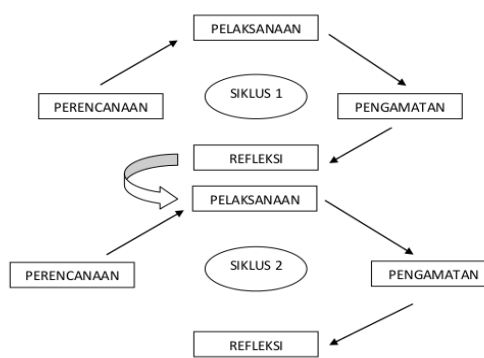 PELAKSANAAN
PERENCANAAN
SIKLUS 1
PENGAMATAN
REFLEKSI
PELAKSANAAN
PERENCANAAN
SIKLUS 2
PENGAMATAN
REFLEKSI